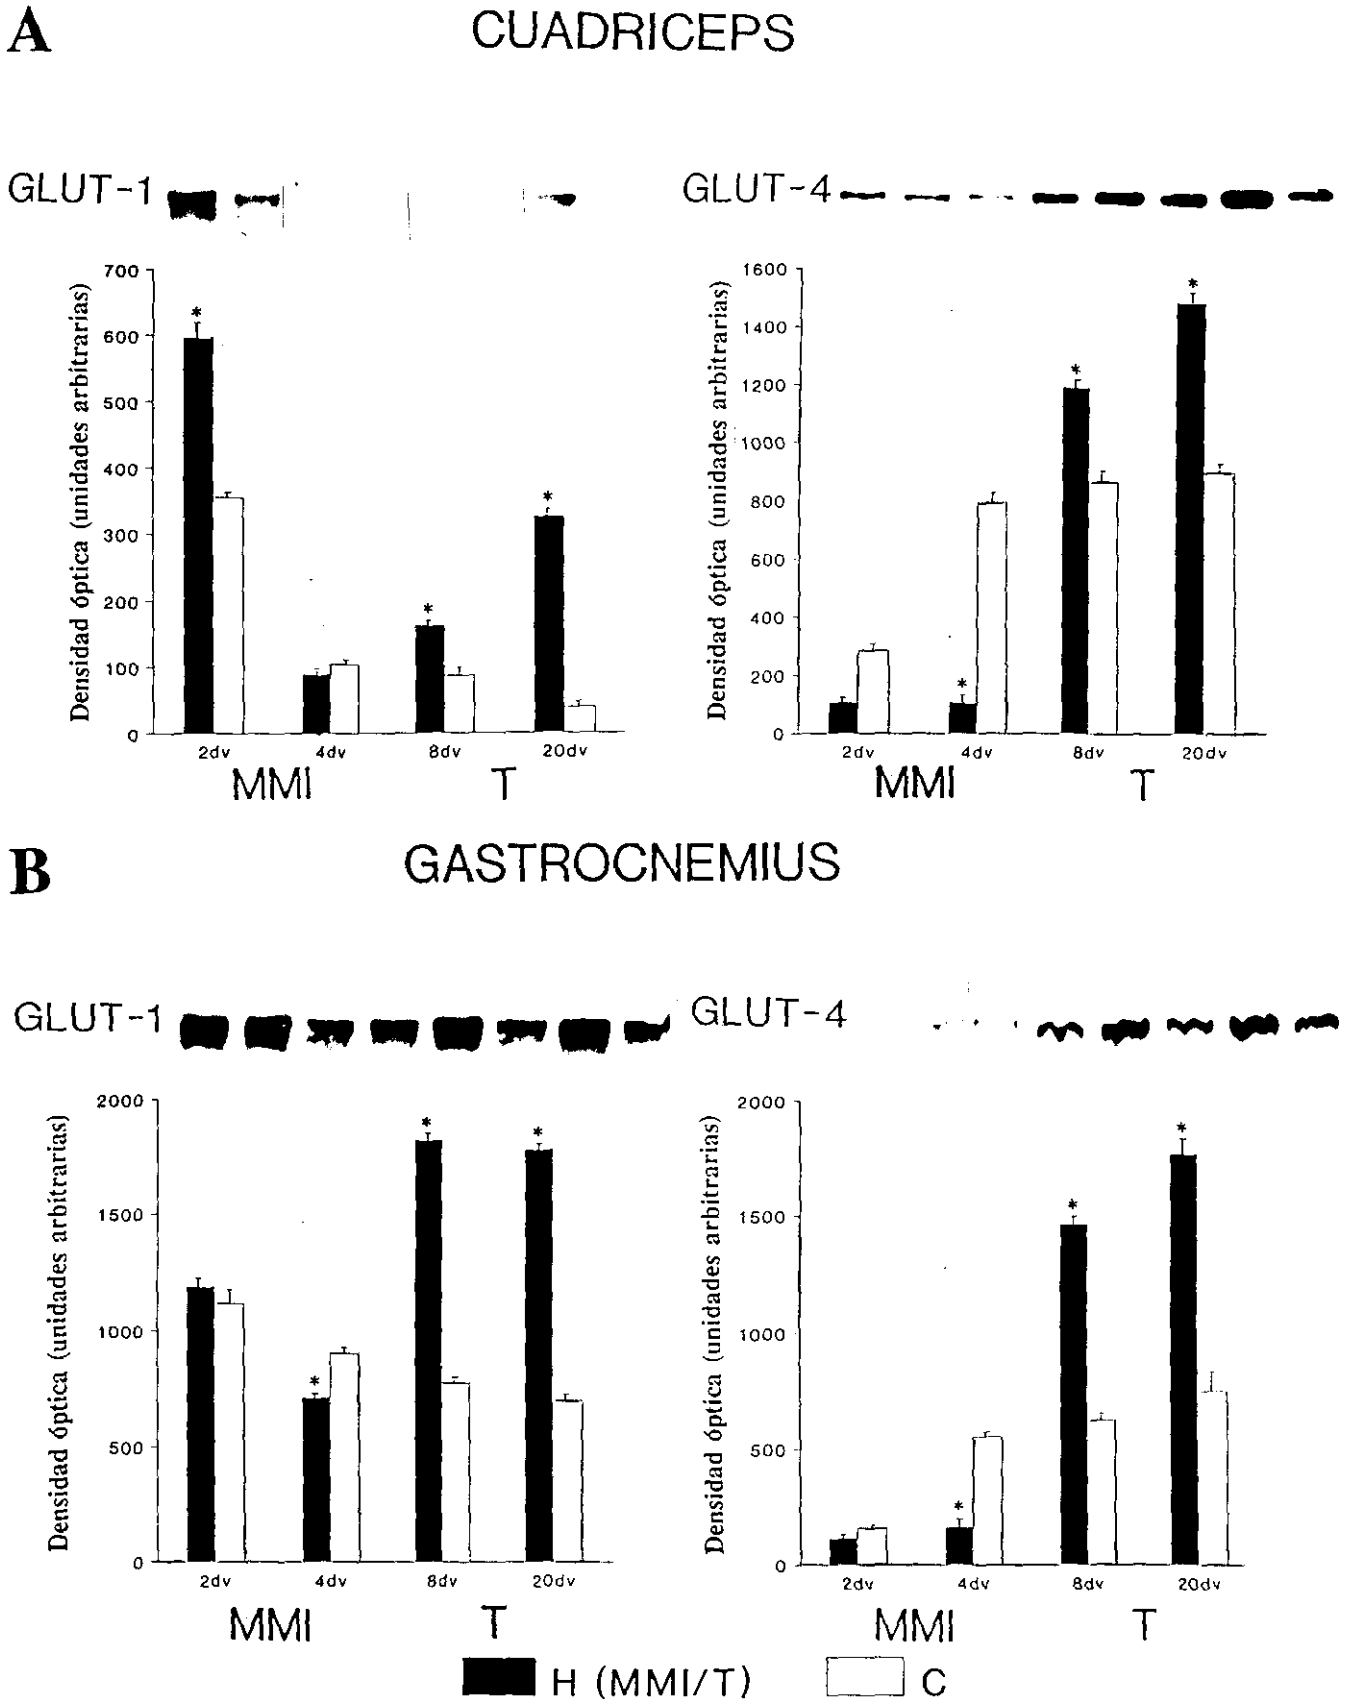 A
CUADRICEPS
GLUT-1
Densidad óptica (unidades arbitrarias)
700
600
500
400
300
200
100
0
*
*
*
2dv 4dv 8dv 20dv
MMI T
GLUT-4
Densidad óptica (unidades arbitrarias)
1600
1400
1200
1000
800
600
400
200
0
*
*
*
2dv 4dv 8dv 20dv
MMI T
B
GASTROCNEMIUS
GLUT-1
Densidad óptica (unidades arbitrarias)
2000
1500
1000
500
0
*
*
*
2dv 4dv 8dv 20dv
MMI T
GLUT-4
Densidad óptica (unidades arbitrarias)
2000
1500
1000
500
0
*
*
*
2dv 4dv 8dv 20dv
MMI T
H (MMI/T) C